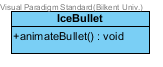 Visual Paradigm Standard(Bilkent Univ.)
IceBullet
+animateBullet() : void